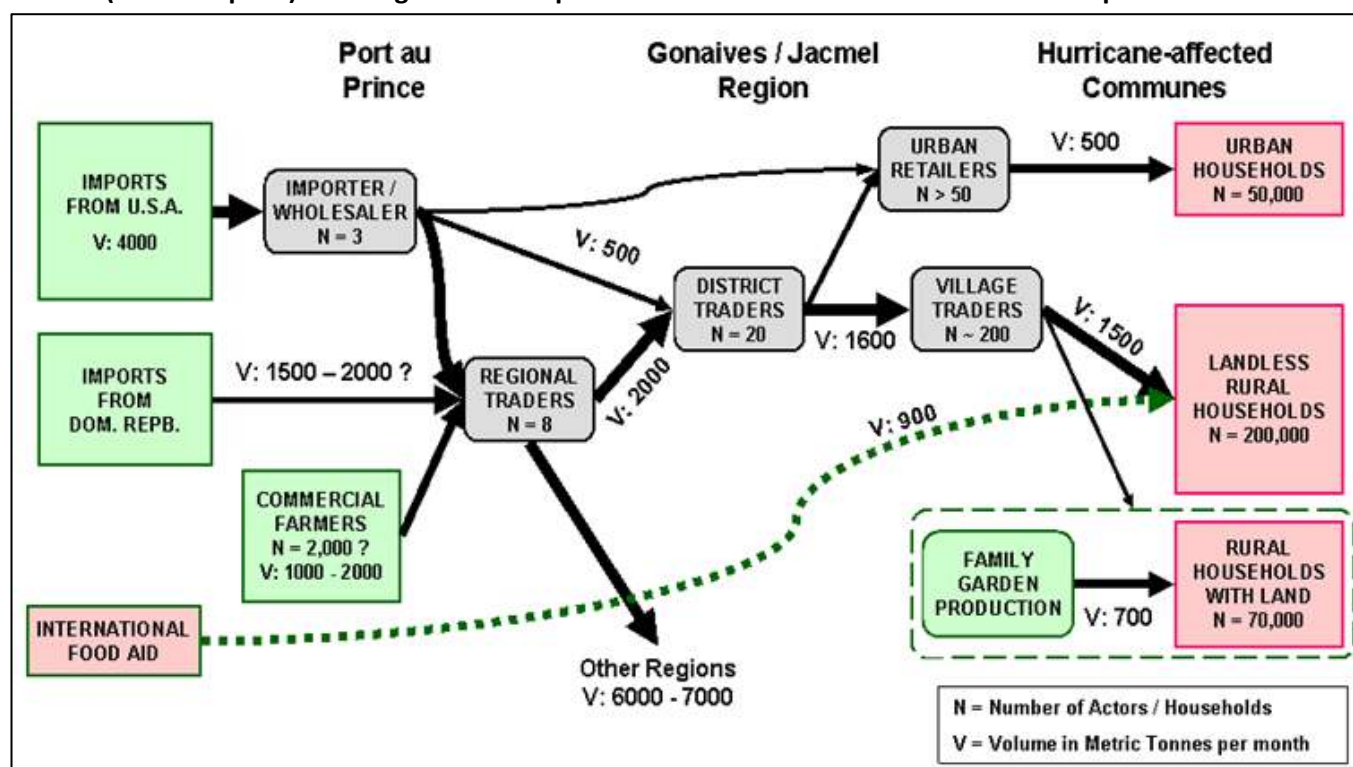 Port au
Prince
Gonaives / Jacmel
Region
Hurricane-affected
Communes
IMPORTS
FROM U.S.A.
V: 4000
IMPORTER /
WHOLESALER
N = 3
URBAN
RETAILERS
N > 50
V: 500
URBAN
HOUSEHOLDS
N = 50,000
V: 500
DISTRICT
TRADERS
N = 20
V: 1600
VILLAGE
TRADERS
N ~ 200
V: 1500
LANDLESS
RURAL
HOUSEHOLDS
N = 200,000
IMPORTS
FROM
DOM. REPB.
V: 1500 – 2000 ?
REGIONAL
TRADERS
N = 8
V: 2000
V: 900
COMMERCIAL
FARMERS
N = 2,000 ?
V: 1000 - 2000
FAMILY
GARDEN
PRODUCTION
V: 700
RURAL
HOUSEHOLDS
WITH LAND
N = 70,000
INTERNATIONAL
FOOD AID
Other Regions
V: 6000 - 7000
N = Number of Actors / Households
V = Volume in Metric Tonnes per month